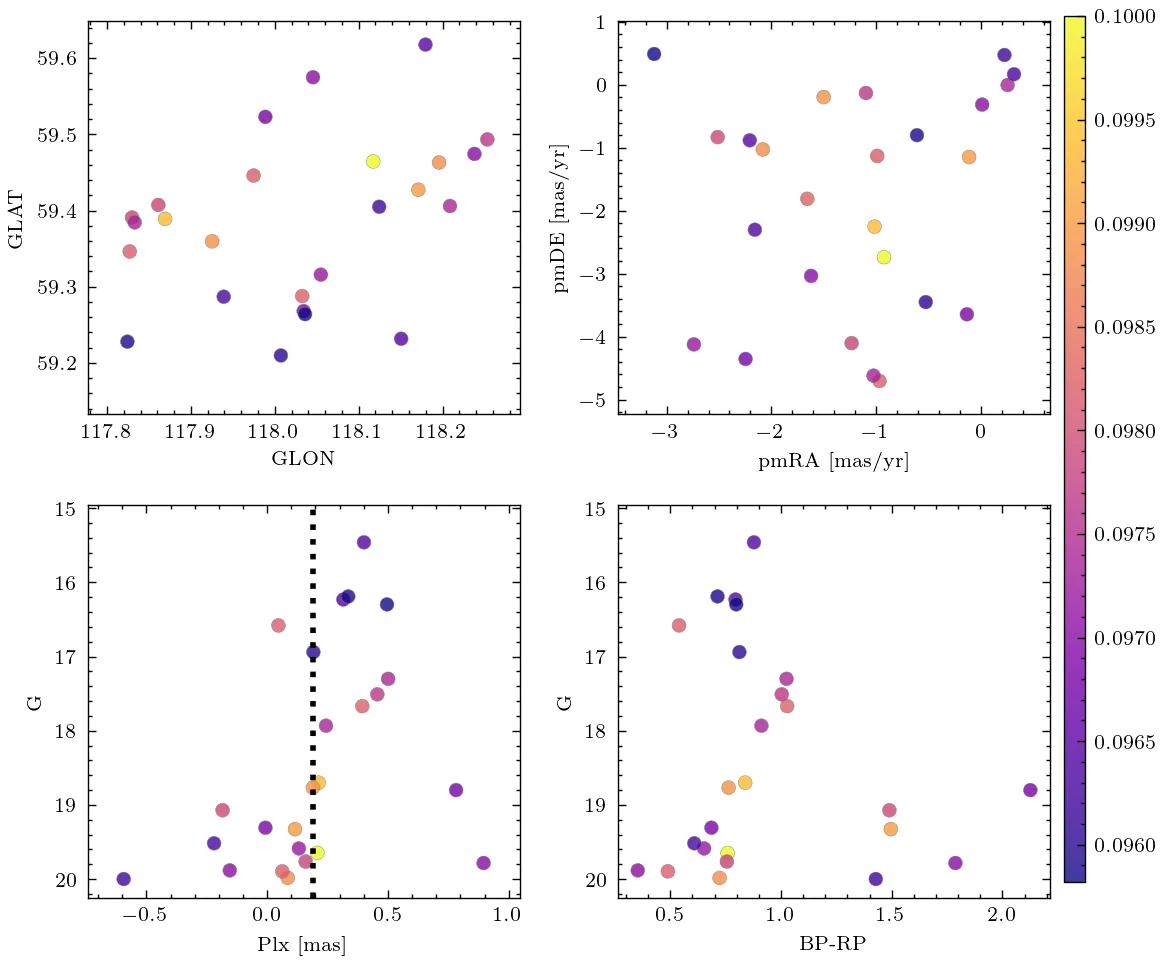 59.6
59.5
59.4
59.3
59.2
GLAT
117.8 117.9 118.0 118.1 118.2
GLON
1
0
−1
−2
−3
−4
−5
pmDE [mas/yr]
−3 −2 −1 0
pmRA [mas/yr]
0.1000
0.0995
0.0990
0.0985
0.0980
0.0975
0.0970
0.0965
0.0960
15
16
17
18
19
20
G
−0.5 0.0 0.5 1.0
Plx [mas]
15
16
17
18
19
20
G
0.5 1.0 1.5 2.0
BP-RP